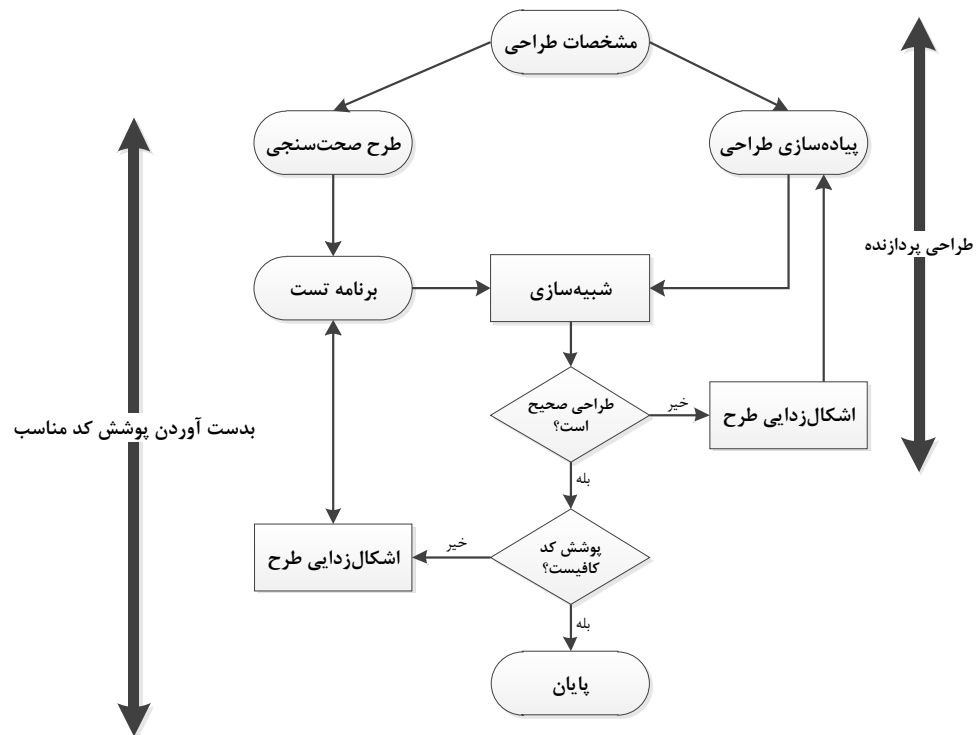 مشخصات طراحی
طرح صحت‌سنجی
پیاده‌سازی طراحی
طراحی پردازنده
برنامه تست
شبیه‌سازی
طراحی صحیح
است؟
خیر
اشکال‌زدایی طرح
بدست آوردن پوشش کد مناسب
بله
پوشش کد
کافیست؟
خیر
اشکال‌زدایی طرح
بله
پایان